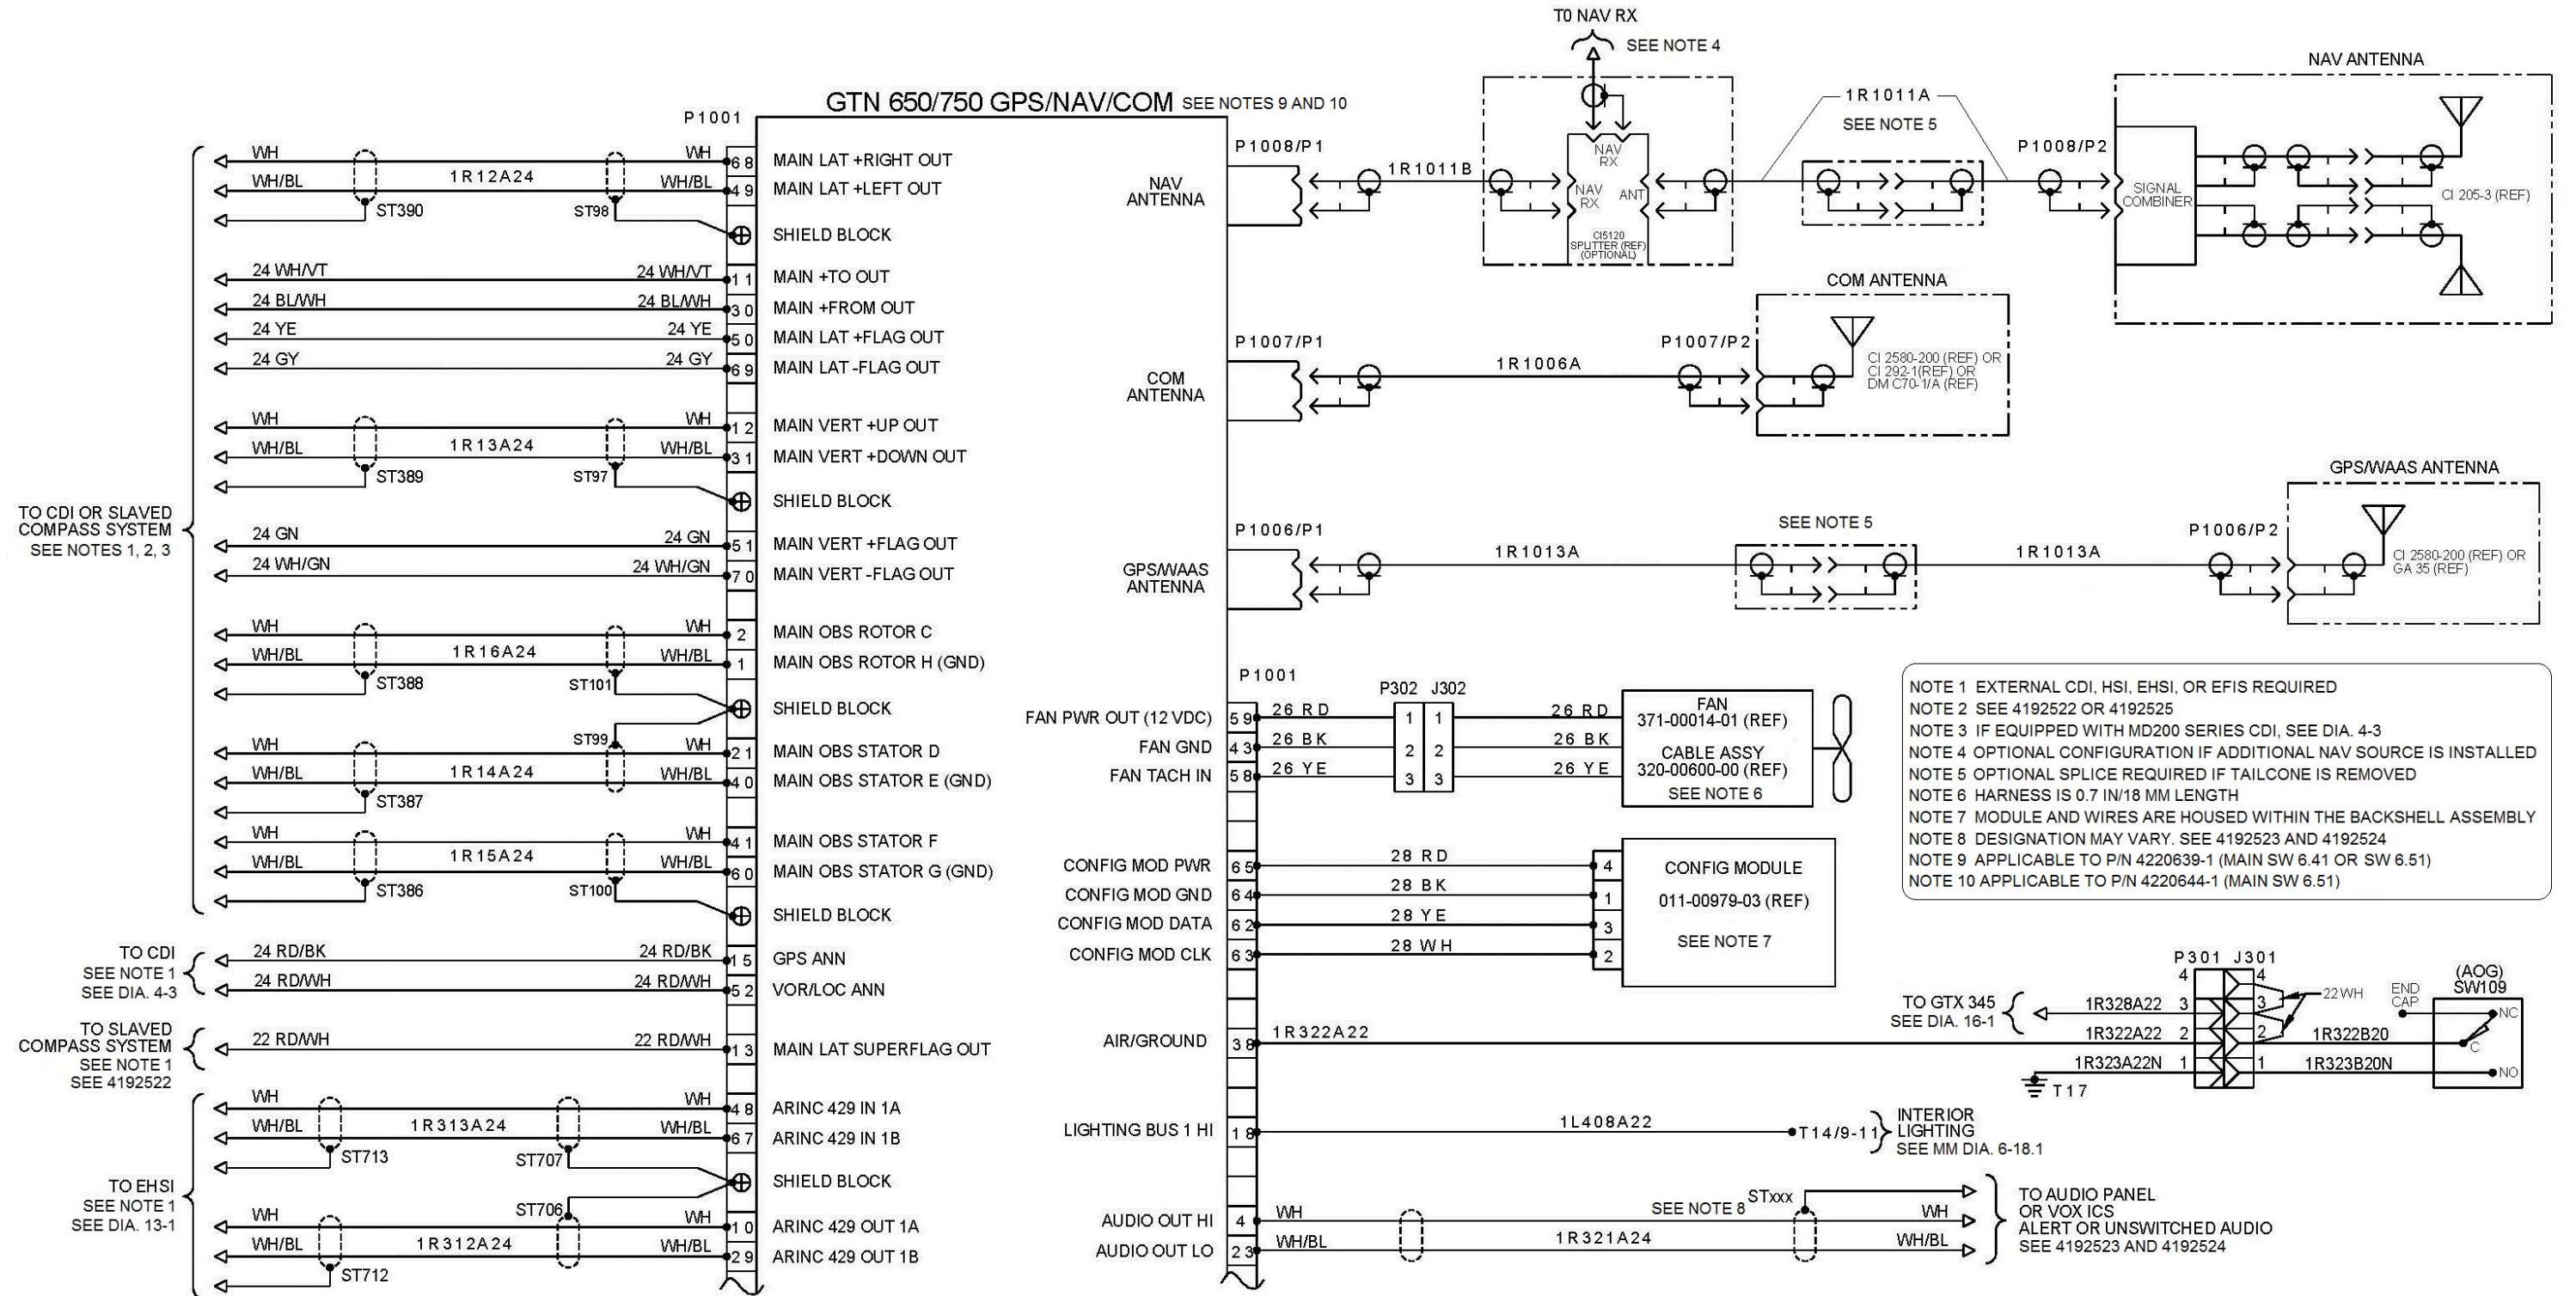 GTN 650/750 GPS/NAV/COM SEE NOTES 9 AND 10
P1001
WH 1R12A24 WH 68 MAIN LAT +RIGHT OUT
WH/BL WH/BL 49 MAIN LAT +LEFT OUT
ST390 ST98
SHIELD BLOCK
24 WH/VT 24 WH/VT 11 MAIN +TO OUT
24 BL/WH 24 BL/WH 30 MAIN +FROM OUT
24 YE 24 YE 50 MAIN LAT +FLAG OUT
24 GY 24 GY 69 MAIN LAT -FLAG OUT
WH 1R13A24 WH 12 MAIN VERT +UP OUT
WH/BL WH/BL 31 MAIN VERT +DOWN OUT
ST389 ST97
SHIELD BLOCK
TO CDI OR SLAVED
COMPASS SYSTEM
SEE NOTES 1, 2, 3
24 GN 24 GN 51 MAIN VERT +FLAG OUT
24 WH/GN 24 WH/GN 70 MAIN VERT -FLAG OUT
WH 1R16A24 WH 2 MAIN OBS ROTOR C
WH/BL WH/BL 1 MAIN OBS ROTOR H (GND)
ST388 ST101
SHIELD BLOCK
ST99
WH 1R14A24 WH 21 MAIN OBS STATOR D
WH/BL WH/BL 40 MAIN OBS STATOR E (GND)
ST387
WH 1R15A24 WH 41 MAIN OBS STATOR F
WH/BL WH/BL 60 MAIN OBS STATOR G (GND)
ST386 ST100
SHIELD BLOCK
TO CDI
SEE NOTE 1
SEE DIA. 4-3
24 RD/BK 24 RD/BK 15 GPS ANN
24 RD/WH 24 RD/WH 52 VOR/LOC ANN
TO SLAVED
COMPASS SYSTEM
SEE NOTE 1
SEE 4192522
22 RD/WH 22 RD/WH 13 MAIN LAT SUPERFLAG OUT
WH 1R313A24 WH 48 ARINC 429 IN 1A
WH/BL WH/BL 67 ARINC 429 IN 1B
ST713 ST707
SHIELD BLOCK
TO EHSI
SEE NOTE 1
SEE DIA. 13-1
ST706
WH 1R312A24 WH 10 ARINC 429 OUT 1A
WH/BL WH/BL 29 ARINC 429 OUT 1B
ST712
T0 NAV RX
SEE NOTE 4
P1008/P1
NAV
ANTENNA
1R1011B
NAV
RX
NAV
RX
ANT
CI5120
SPLITTER (REF)
(OPTIONAL)
1R1011A
SEE NOTE 5
P1008/P2
NAV ANTENNA
SIGNAL
COMBINER
CI 205-3 (REF)
P1007/P1
COM
ANTENNA
1R1006A
P1007/P2
COM ANTENNA
CI 2580-200 (REF) OR
CI 292-1(REF) OR
DM C70-1/A (REF)
P1006/P1
GPS/WAAS
ANTENNA
1R1013A
SEE NOTE 5
1R1013A
P1006/P2
GPS/WAAS ANTENNA
CI 2580-200 (REF) OR
GA 35 (REF)
P1001
P302 J302
FAN PWR OUT (12 VDC) 59 26 RD 1 1 26 RD
FAN GND 43 26 BK 2 2 26 BK
FAN TACH IN 58 26 YE 3 3 26 YE
FAN
371-00014-01 (REF)
CABLE ASSY
320-00600-00 (REF)
SEE NOTE 6
CONFIG MOD PWR 65 28 RD 4
CONFIG MOD GND 64 28 BK 1
CONFIG MOD DATA 62 28 YE 3
CONFIG MOD CLK 63 28 WH 2
CONFIG MODULE
011-00979-03 (REF)
SEE NOTE 7
NOTE 1 EXTERNAL CDI, HSI, EHSI, OR EFIS REQUIRED
NOTE 2 SEE 4192522 OR 4192525
NOTE 3 IF EQUIPPED WITH MD200 SERIES CDI, SEE DIA. 4-3
NOTE 4 OPTIONAL CONFIGURATION IF ADDITIONAL NAV SOURCE IS INSTALLED
NOTE 5 OPTIONAL SPLICE REQUIRED IF TAILCONE IS REMOVED
NOTE 6 HARNESS IS 0.7 IN/18 MM LENGTH
NOTE 7 MODULE AND WIRES ARE HOUSED WITHIN THE BACKSHELL ASSEMBLY
NOTE 8 DESIGNATION MAY VARY. SEE 4192523 AND 4192524
NOTE 9 APPLICABLE TO P/N 4220639-1 (MAIN SW 6.41 OR SW 6.51)
NOTE 10 APPLICABLE TO P/N 4220644-1 (MAIN SW 6.51)
AIR/GROUND 38 1R322A22
P301 J301
4 4
TO GTX 345
SEE DIA. 16-1
1R328A22 3 3
22 WH
1R322A22 2 2 1R322B20
1R323A22N 1 1 1R323B20N
T17
END
CAP
(AOG)
SW109
NC
C
NO
LIGHTING BUS 1 HI 18 1L408A22 T14/9-11
INTERIOR
LIGHTING
SEE MM DIA. 6-18.1
SEE NOTE 8 STxxx
AUDIO OUT HI 4 WH WH
AUDIO OUT LO 23 WH/BL 1R321A24 WH/BL
TO AUDIO PANEL
OR VOX ICS
ALERT OR UNSWITCHED AUDIO
SEE 4192523 AND 4192524